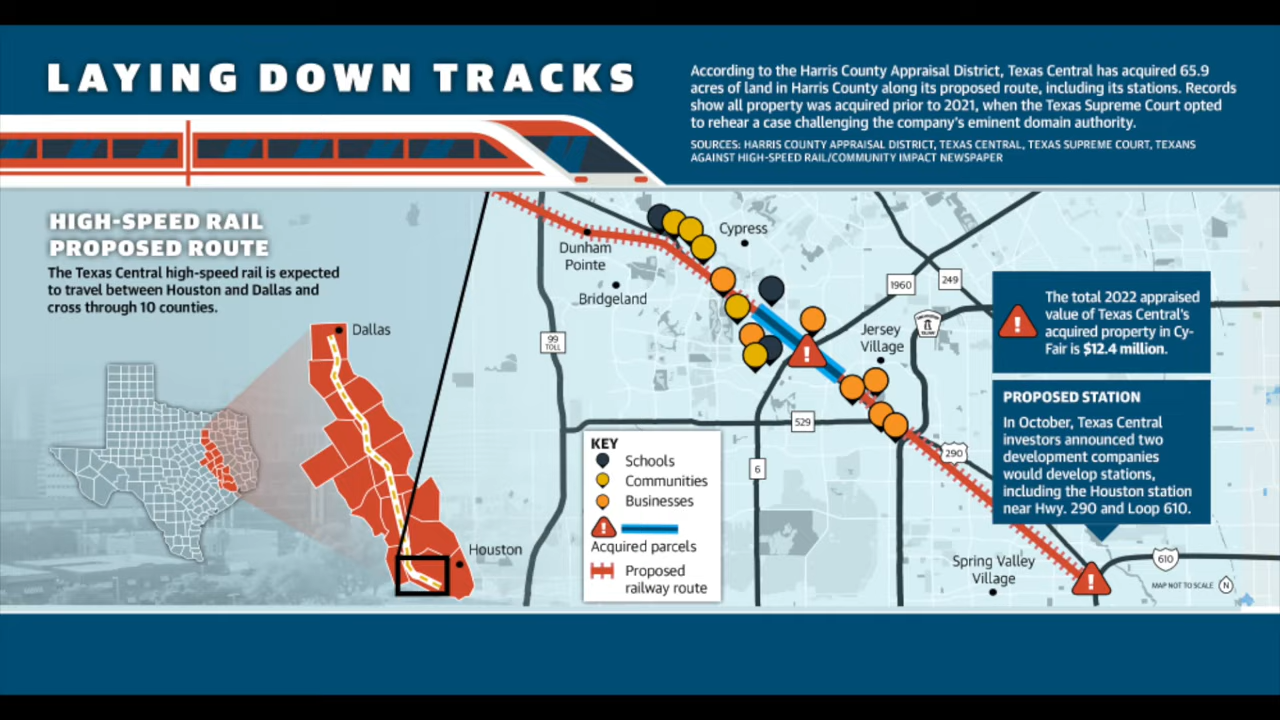 LAYING DOWN TRACKS
According to the Harris County Appraisal District, Texas Central has acquired 65.9
acres of land in Harris County along its proposed route, including its stations. Records
show all property was acquired prior to 2021, when the Texas Supreme Court opted
to rehear a case challenging the company's eminent domain authority.
SOURCES: HARRIS COUNTY APPRAISAL DISTRICT, TEXAS CENTRAL, TEXAS SUPREME COURT, TEXANS
AGAINST HIGH-SPEED RAIL/COMMUNITY IMPACT NEWSPAPER
HIGH-SPEED RAIL
PROPOSED ROUTE
The Texas Central high-speed rail is expected
to travel between Houston and Dallas and
cross through 10 counties.
Dallas
Houston
Dunham
Pointe
Bridgeland
Cypress
99
TOLL
1960
249
Jersey
Village
529
6
290
KEY
Schools
Communities
Businesses
!
Acquired parcels
Proposed
railway route
!
!
The total 2022 appraised
value of Texas Central's
acquired property in Cy-
Fair is $12.4 million.
PROPOSED STATION
In October, Texas Central
investors announced two
development companies
would develop stations,
including the Houston station
near Hwy. 290 and Loop 610.
Spring Valley
Village
!
610
MAP NOT TO SCALE N